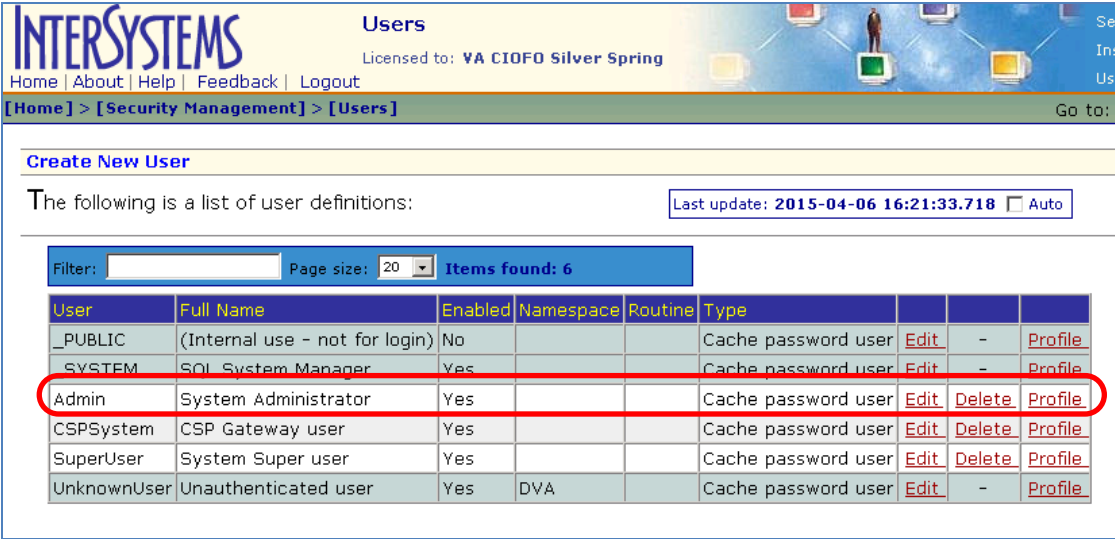 INTERSYSTEMS
Users
Licensed to: VA CIOFO Silver Spring
Home | About | Help | Feedback | Logout
[Home] > [Security Management] > [Users]
Go to:
Create New User
The following is a list of user definitions:
Last update: 2015-04-06 16:21:33.718 Auto
Filter: Page size: 20 Items found: 6
User Full Name Enabled Namespace Routine Type
_PUBLIC (Internal use - not for login) No Cache password user Edit - Profile
_SYSTEM SQL System Manager Yes Cache password user Edit - Profile
Admin System Administrator Yes Cache password user Edit Delete Profile
CSPSystem CSP Gateway user Yes Cache password user Edit Delete Profile
SuperUser System Super user Yes Cache password user Edit Delete Profile
UnknownUser Unauthenticated user Yes DVA Cache password user Edit - Profile